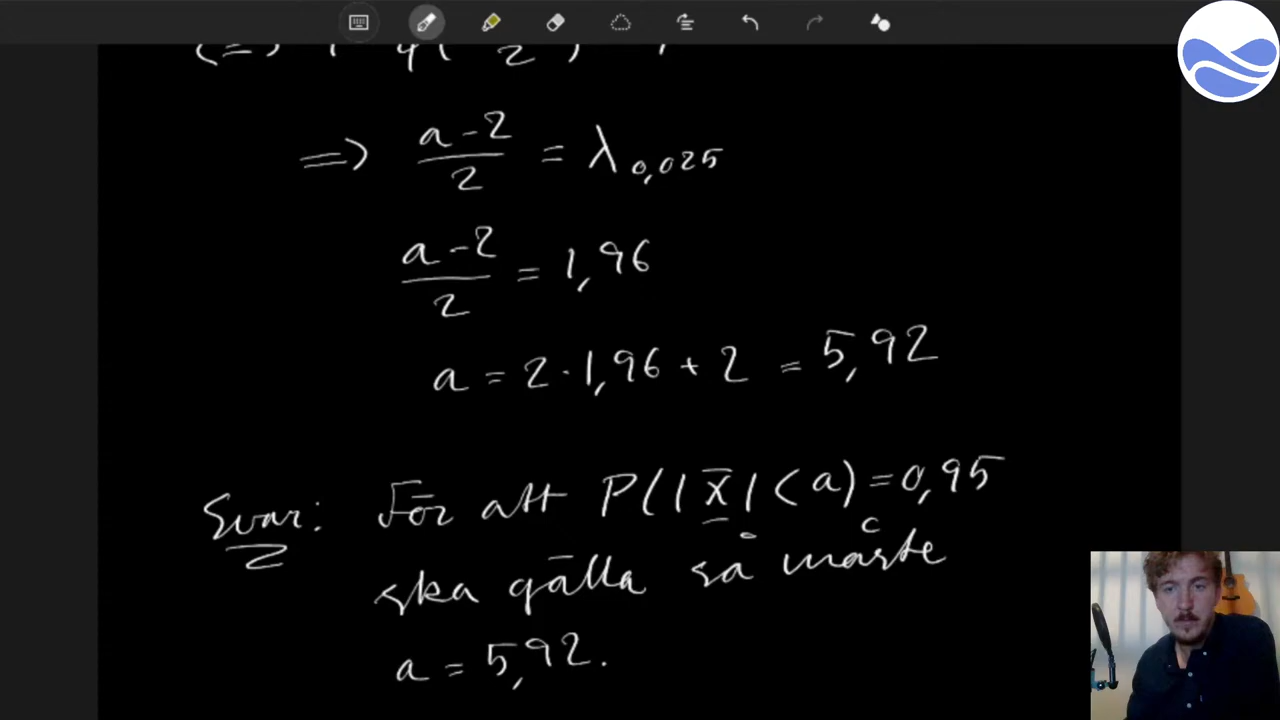 ⇒ a-2/2 = λ0,025
a-2/2 = 1,96
a = 2·1,96 + 2 = 5,92
Svar: För att P(|X|<a)=0,95
ska gälla så måste
a = 5,92.